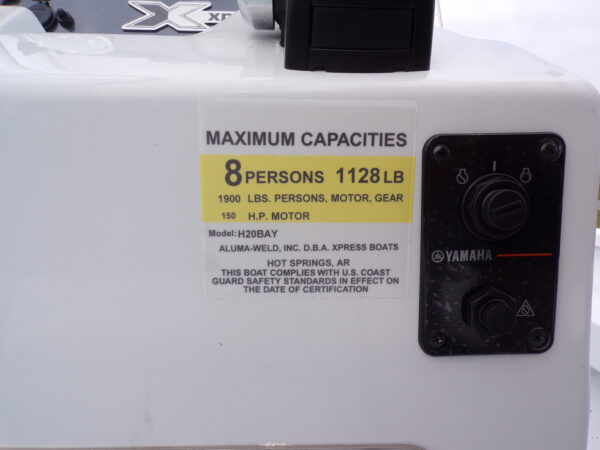 MAXIMUM CAPACITIES
8 PERSONS 1128 LB
1900 LBS. PERSONS, MOTOR, GEAR
150 H.P. MOTOR
Model: H20BAY
ALUMA-WELD, INC. D.B.A. XPRESS BOATS
HOT SPRINGS, AR
THIS BOAT COMPLIES WITH U.S. COAST
GUARD SAFETY STANDARDS IN EFFECT ON
THE DATE OF CERTIFICATION
YAMAHA